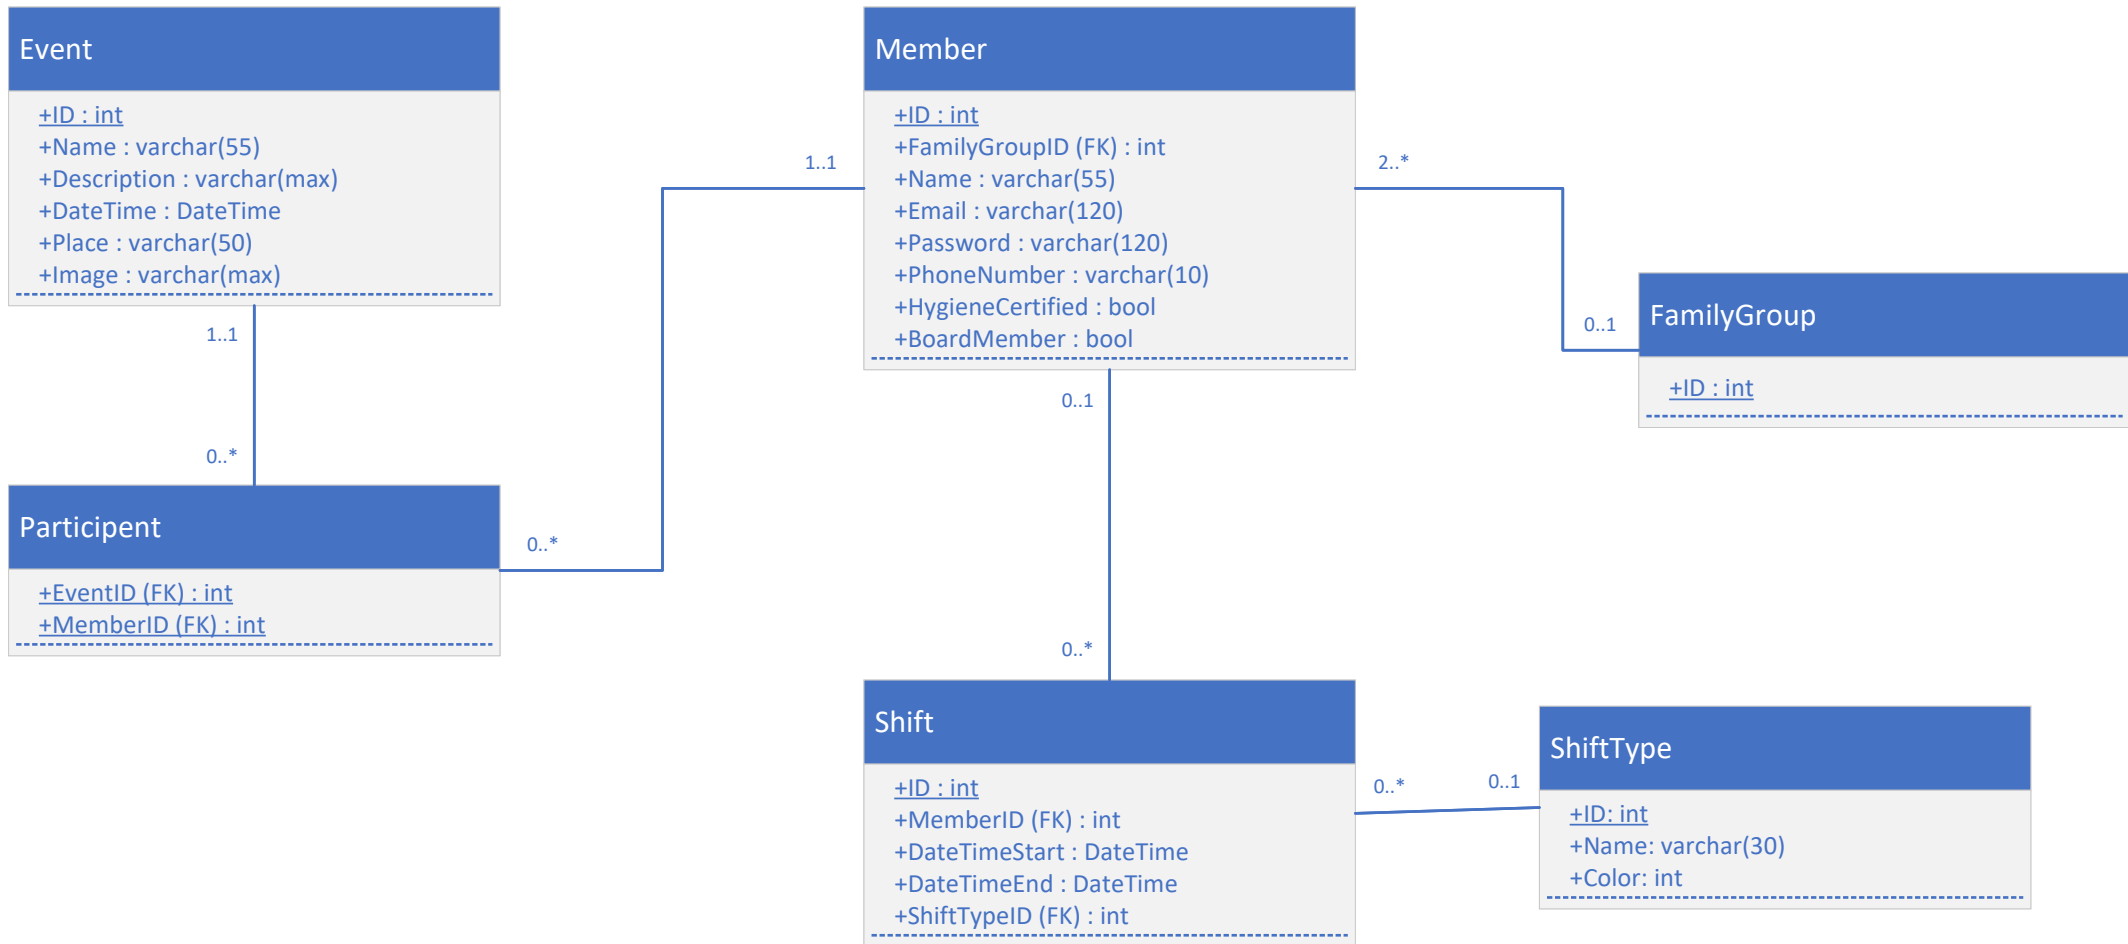 Event
+ID : int
+Name : varchar(55)
+Description : varchar(max)
+DateTime : DateTime
+Place : varchar(50)
+Image : varchar(max)
1..1
0..*
Participent
+EventID (FK) : int
+MemberID (FK) : int
0..*
1..1
Member
+ID : int
+FamilyGroupID (FK) : int
+Name : varchar(55)
+Email : varchar(120)
+Password : varchar(120)
+PhoneNumber : varchar(10)
+HygieneCertified : bool
+BoardMember : bool
2..*
0..1
FamilyGroup
+ID : int
0..1
0..*
Shift
+ID : int
+MemberID (FK) : int
+DateTimeStart : DateTime
+DateTimeEnd : DateTime
+ShiftTypeID (FK) : int
0..*
0..1
ShiftType
+ID: int
+Name: varchar(30)
+Color: int